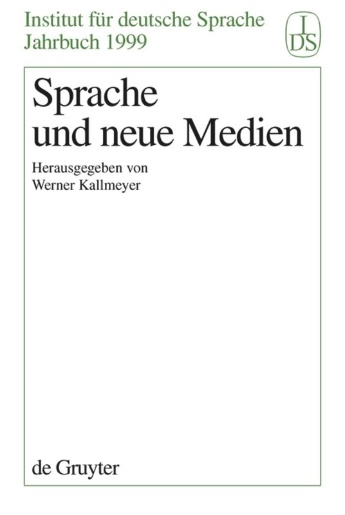 Institut für deutsche Sprache
Jahrbuch 1999
I
DS
Sprache
und neue Medien
Herausgegeben von
Werner Kallmeyer
de Gruyter